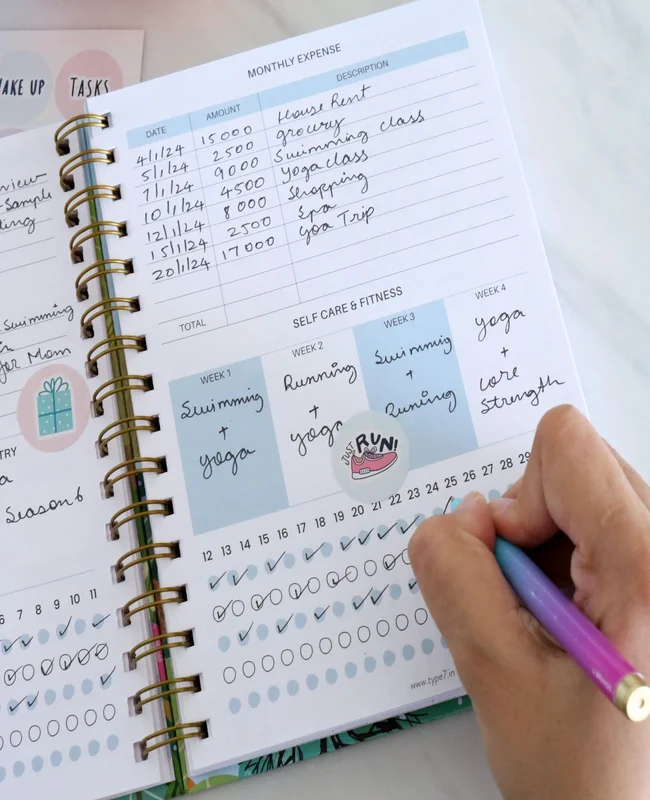 AKE UP
TASKS
MONTHLY EXPENSE
DATE AMOUNT DESCRIPTION
4/1/24 15000 House Rent
5/1/24 2500 grocery
7/1/24 9000 Swimming class
10/1/24 4500 Yoga class
12/1/24 8000 Shopping
15/1/24 2500 Spa
20/1/24 17000 Goa Trip
TOTAL
SELF CARE & FITNESS
WEEK 1
Swimming
+
yoga
WEEK 2
Running
+
yoga
WEEK 3
Swimmig
+
Runing
WEEK 4
yoga
+
core
Strength
JUST RUN!
12 13 14 15 16 17 18 19 20 21 22 23 24 25 26 27 28 29
www.type7.in
view
Sample
ting
Swimming
for Mom
TRY
a
Season 6
6 7 8 9 10 11